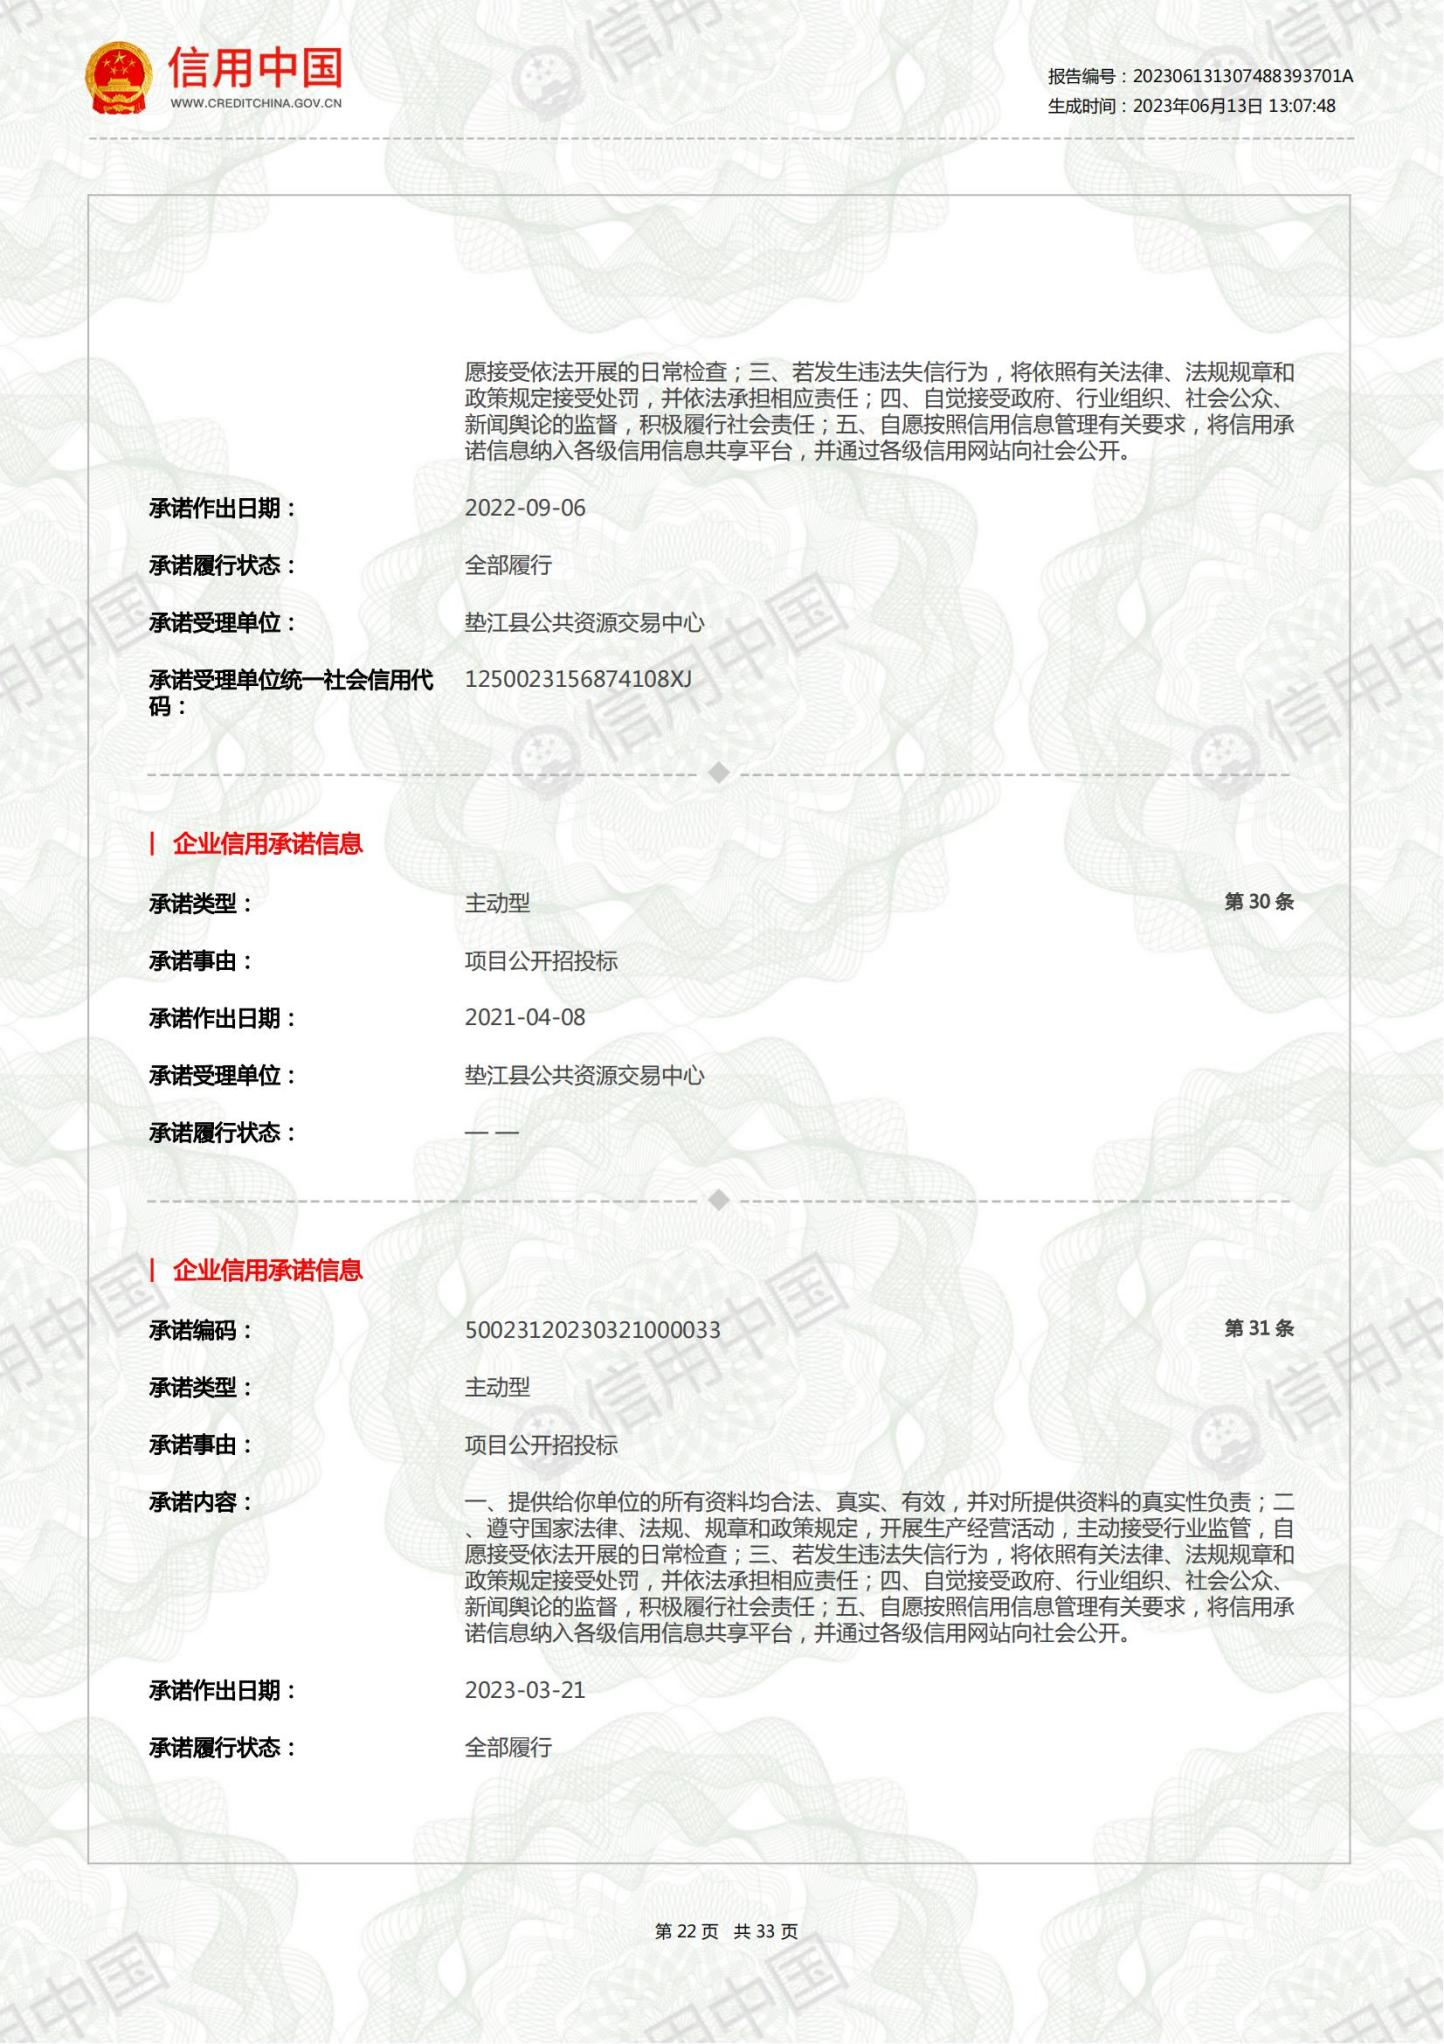 信用中国
WWW.CREDITCHINA.GOV.CN
报告编号：202306131307488393701A
生成时间：2023年06月13日 13:07:48
愿接受依法开展的日常检查；三、若发生违法失信行为，将依照有关法律、法规规章和
政策规定接受处罚，并依法承担相应责任；四、自觉接受政府、行业组织、社会公众、
新闻舆论的监督，积极履行社会责任；五、自愿按照信用信息管理有关要求，将信用承
诺信息纳入各级信用信息共享平台，并通过各级信用网站向社会公开。
承诺作出日期： 2022-09-06
承诺履行状态： 全部履行
承诺受理单位： 垫江县公共资源交易中心
承诺受理单位统一社会信用代 1250023156874108XJ
码：
| 企业信用承诺信息
承诺类型： 主动型 第 30 条
承诺事由： 项目公开招投标
承诺作出日期： 2021-04-08
承诺受理单位： 垫江县公共资源交易中心
承诺履行状态： — —
| 企业信用承诺信息
承诺编码： 50023120230321000033 第 31 条
承诺类型： 主动型
承诺事由： 项目公开招投标
承诺内容： 一、提供给你单位的所有资料均合法、真实、有效，并对所提供资料的真实性负责；二
、遵守国家法律、法规、规章和政策规定，开展生产经营活动，主动接受行业监管，自
愿接受依法开展的日常检查；三、若发生违法失信行为，将依照有关法律、法规规章和
政策规定接受处罚，并依法承担相应责任；四、自觉接受政府、行业组织、社会公众、
新闻舆论的监督，积极履行社会责任；五、自愿按照信用信息管理有关要求，将信用承
诺信息纳入各级信用信息共享平台，并通过各级信用网站向社会公开。
承诺作出日期： 2023-03-21
承诺履行状态： 全部履行
第 22 页 共 33 页